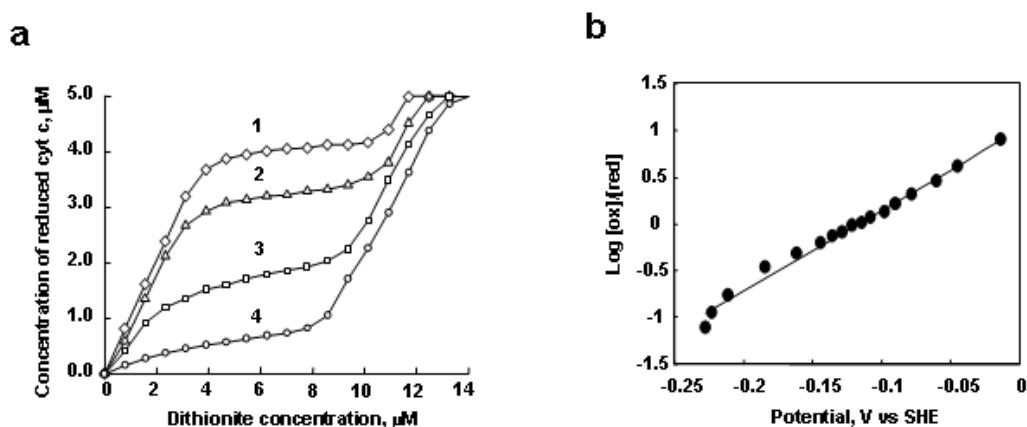 a
b
Concentration of reduced cyt c, µM
5.0
4.0
3.0
2.0
1.0
0.0
1
2
3
4
0 2 4 6 8 10 12 14
Dithionite concentration, µM
Log [ox]/[red]
1.5
1
0.5
0
-0.5
-1
-1.5
-0.25 -0.2 -0.15 -0.1 -0.05 0
Potential, V vs SHE